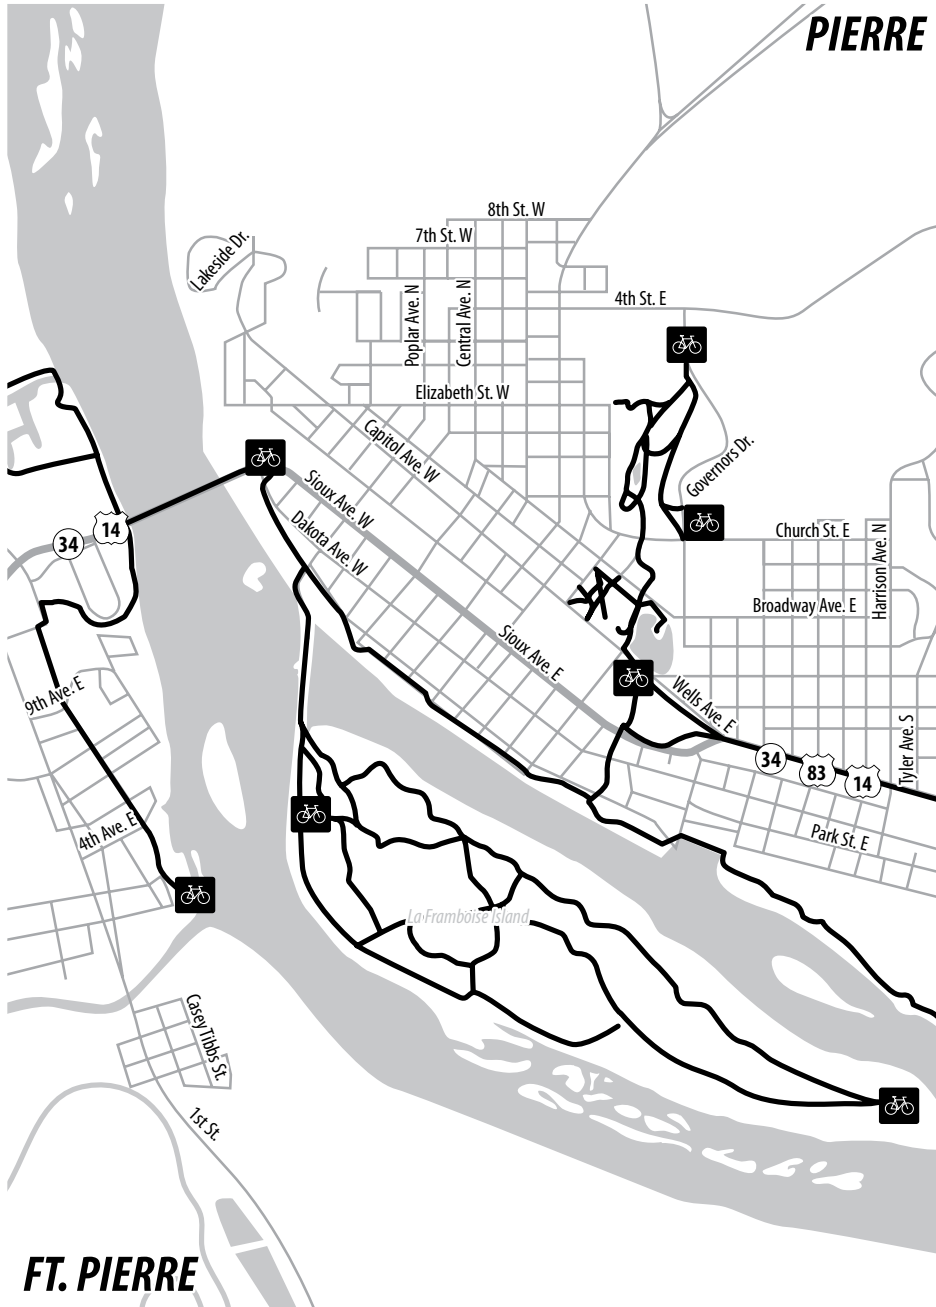 PIERRE
8th St. W
7th St. W
Lakeside Dr.
Poplar Ave. N
Central Ave. N
4th St. E
Elizabeth St. W
Capitol Ave. W
Governors Dr.
Sioux Ave. W
Dakota Ave. W
14
34
Church St. E
Harrison Ave. N
Broadway Ave. E
Sioux Ave. E
9th Ave. E
Wells Ave. E
Tyler Ave. S
34
83
14
4th Ave. E
Park St. E
La Framboise Island
Casey Tibbs St.
1st St.
FT. PIERRE